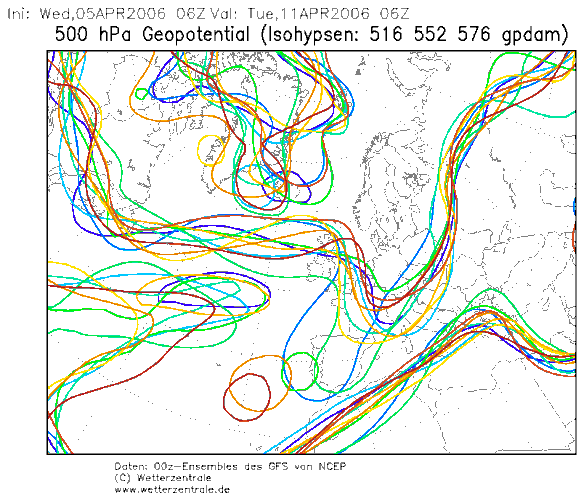 Ini: Wed,05APR2006 06Z Val: Tue,11APR2006 06Z
500 hPa Geopotential (Isohypsen: 516 552 576 gpdam)
Daten: 00z-Ensembles des GFS von NCEP
(C) Wetterzentrale
www.wetterzentrale.de